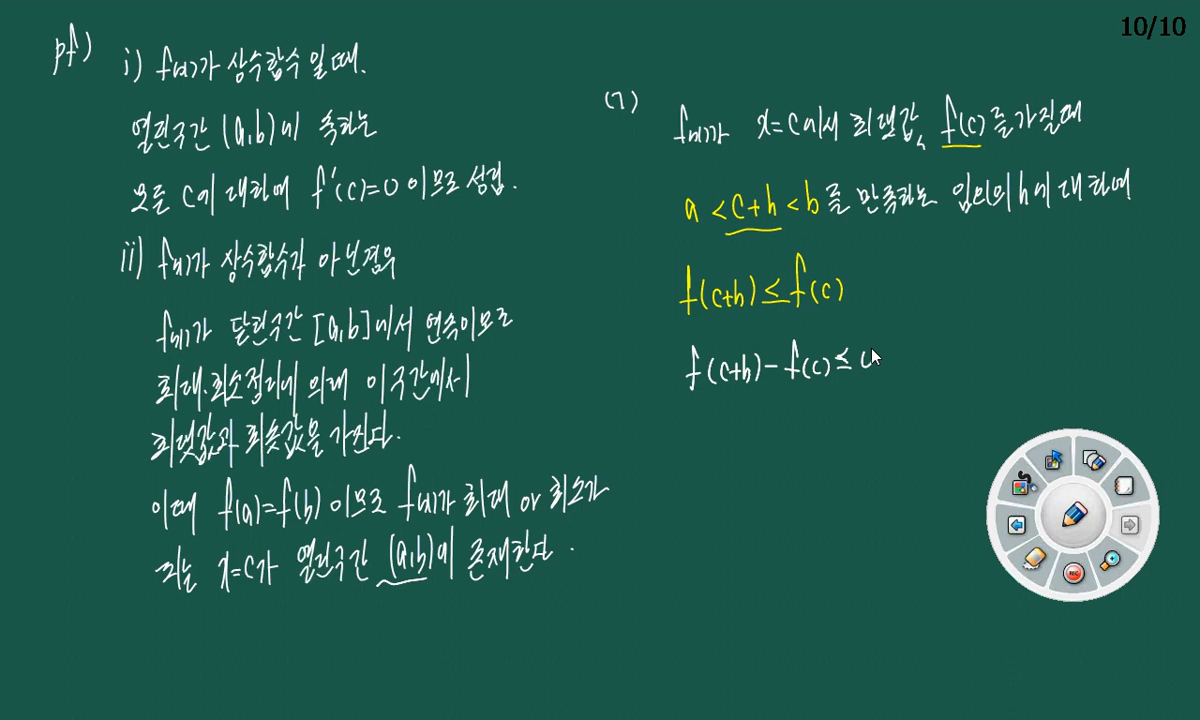 10/10
pf)
i) f(x)가 상수함수 일 때.
열린구간 (a,b)에 속하는
모든 c에 대하여 f'(c)=0 이므로 성립.
ii) f(x)가 상수함수가 아닌경우
f(x)가 닫힌구간 [a,b]에서 연속이므로
최대.최소정리에 의해 이 구간에서
최댓값과 최솟값을 가진다.
이때 f(a)=f(b) 이므로 f(x)가 최대 or 최소가
되는 x=c가 열린구간 (a,b)에 존재한다.
(ㄱ)
f(x)가 x=c에서 최댓값 f(c)를 가질때
a < c+h < b를 만족하는 임의의 h에 대하여
f(c+h) ≤ f(c)
f(c+h) - f(c) ≤ 0